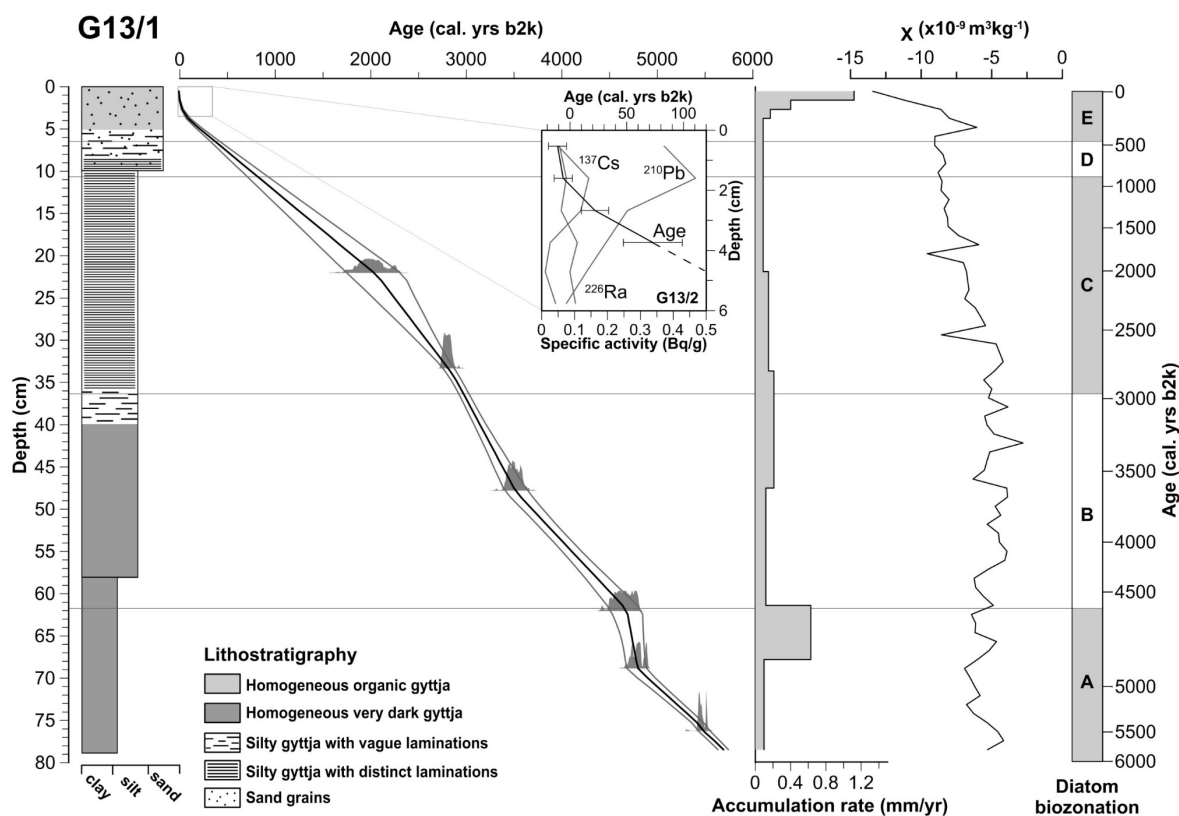 G13/1
Age (cal. yrs b2k)
0 1000 2000 3000 4000 5000 6000
X (x10⁻⁹ m³kg⁻¹)
-15 -10 -5 0
Depth (cm)
0
5
10
15
20
25
30
35
40
45
50
55
60
65
70
75
80
clay silt sand
Age (cal. yrs b2k)
0 50 100
¹³⁷Cs
²¹⁰Pb
Age
²²⁶Ra
G13/2
0
2
4
6
Depth (cm)
0 0.1 0.2 0.3 0.4 0.5
Specific activity (Bq/g)
Lithostratigraphy
Homogeneous organic gyttja
Homogeneous very dark gyttja
Silty gyttja with vague laminations
Silty gyttja with distinct laminations
Sand grains
0 0.4 0.8 1.2
Accumulation rate (mm/yr)
E
D
C
B
A
Diatom
biozonation
0
500
1000
1500
2000
2500
3000
3500
4000
4500
5000
5500
6000
Age (cal. yrs b2k)